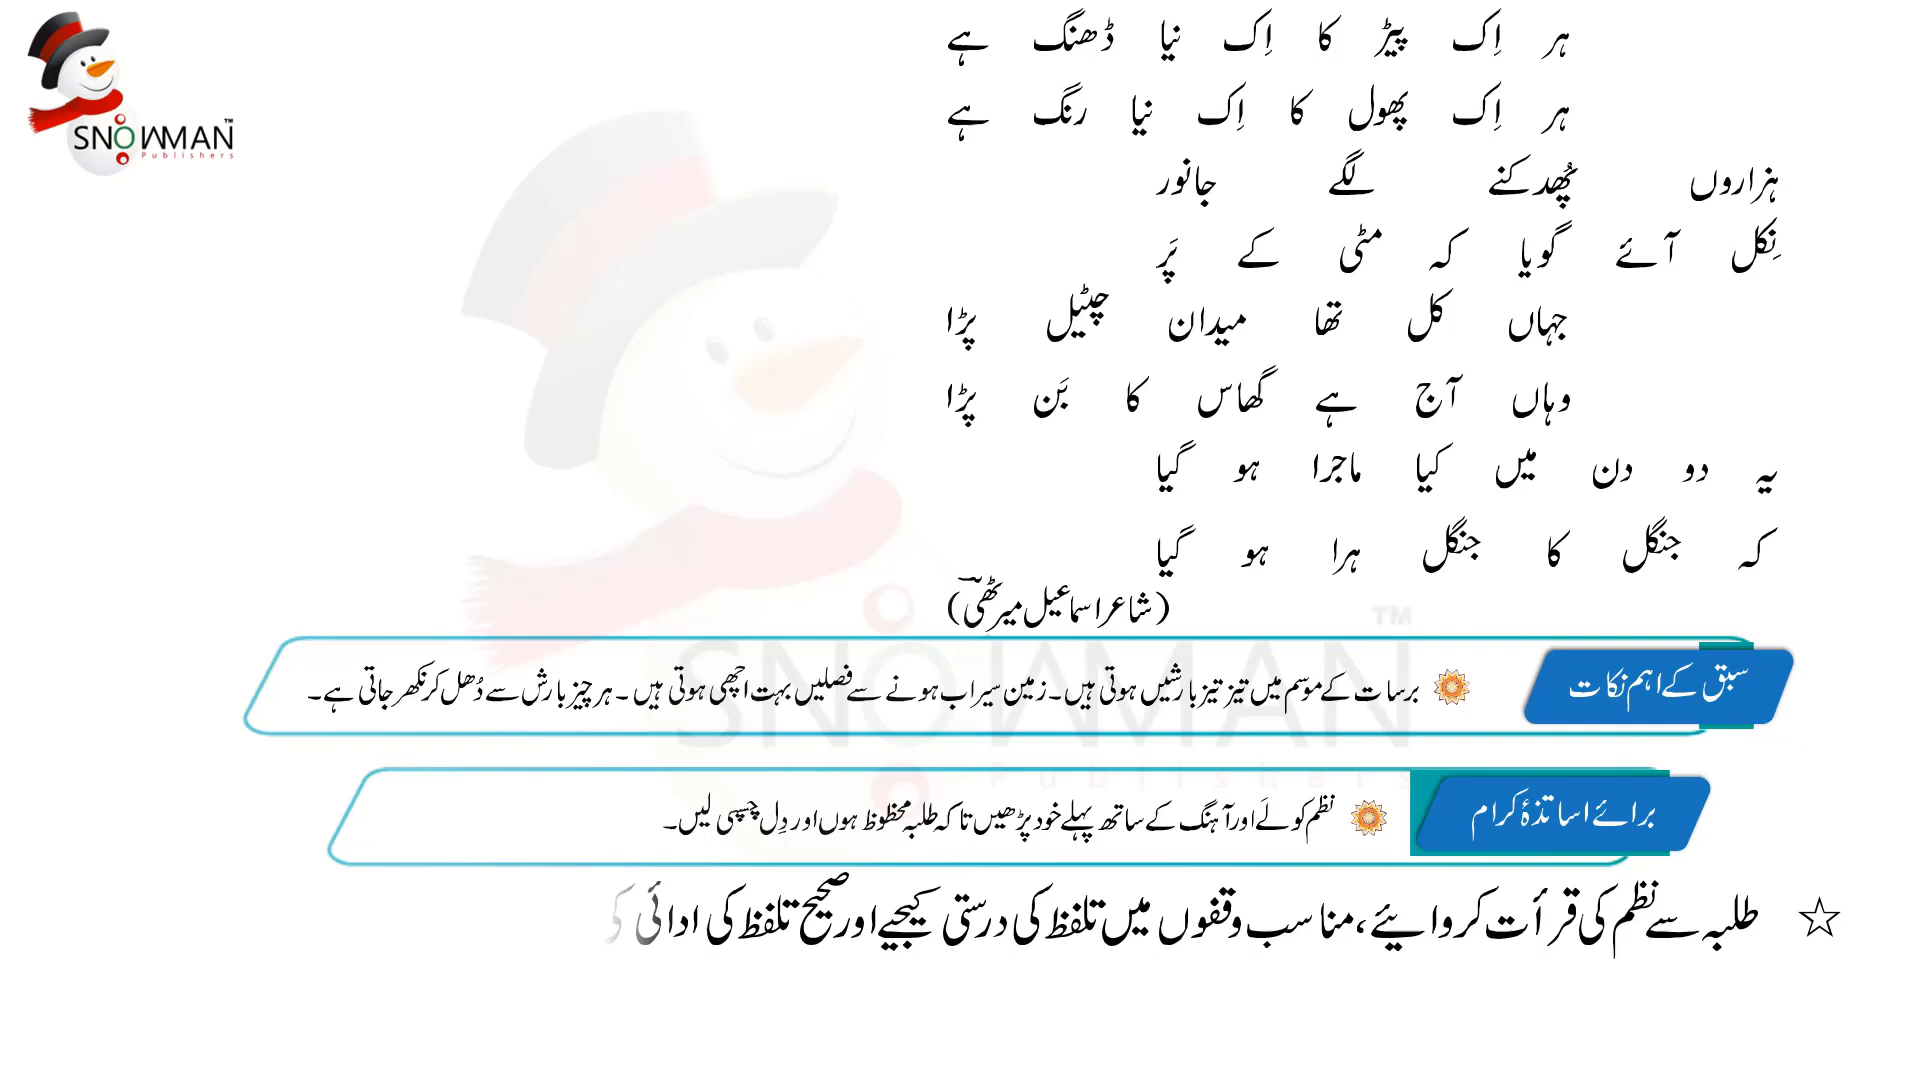 SNOWMAN™
Publishers
ہر اِک پیڑ کا اِک نیا ڈھنگ ہے
ہر اِک پھول کا اِک نیا رنگ ہے
ہزاروں پُھدکنے لگے جانور
نِکل آئے گویا کہ مٹی کے پَر
جہاں کل تھا میدان چٹیل پڑا
وہاں آج ہے گھاس کا بَن پڑا
یہ دو دن میں کیا ماجرا ہو گیا
کہ جنگل کا جنگل ہرا ہو گیا
(شاعر اسماعیل میرٹھیؔ)
سبق کے اہم نکات
برسات کے موسم میں تیز تیز بارشیں ہوتی ہیں۔ زمین سیراب ہونے سے فصلیں بہت اچھی ہوتی ہیں۔ ہر چیز بارش سے دُھل کر نکھر جاتی ہے۔
برائے اساتذۂ کرام
نظم کو لَے اور آہنگ کے ساتھ پہلے خود پڑھیں تاکہ طلبہ محظوظ ہوں اور دِل چسپی لیں۔
☆ طلبہ سے نظم کی قرأت کروایئے، مناسب وقفوں میں تلفظ کی درستی کیجیے اور صحیح تلفظ کی ادائی کی
SNOWMAN™
Publishers